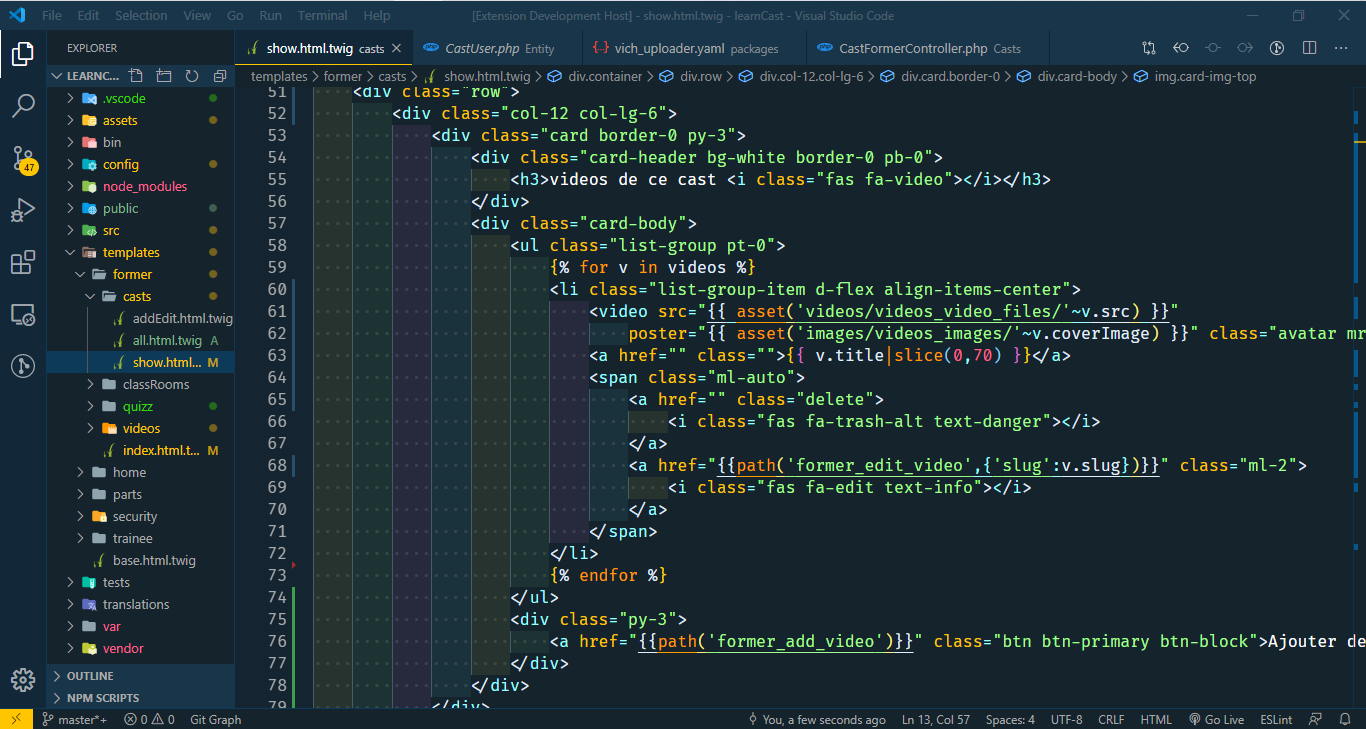 File Edit Selection View Go Run Terminal Help [Extension Development Host] - show.html.twig - learnCast - Visual Studio Code
EXPLORER
show.html.twig casts
CastUser.php Entity
vich_uploader.yaml packages
CastFormerController.php Casts
LEARNC...
templates > former > casts > show.html.twig > div.container > div.row > div.col-12.col-lg-6 > div.card.border-0 > div.card-body > img.card-img-top
.vscode
assets
bin
config
node_modules
public
src
templates
former
casts
addEdit.html.twig
all.html.twig A
show.html... M
classRooms
quizz
videos
index.html.t... M
home
parts
security
trainee
base.html.twig
tests
translations
var
vendor
OUTLINE
NPM SCRIPTS
47
51 <div class="row">
52 <div class="col-12 col-lg-6">
53 <div class="card border-0 py-3">
54 <div class="card-header bg-white border-0 pb-0">
55 <h3>videos de ce cast <i class="fas fa-video"></i></h3>
56 </div>
57 <div class="card-body">
58 <ul class="list-group pt-0">
59 {% for v in videos %}
60 <li class="list-group-item d-flex align-items-center">
61 <video src="{{ asset('videos/videos_video_files/'~v.src) }}"
62 poster="{{ asset('images/videos_images/'~v.coverImage) }}" class="avatar mr
63 <a href="" class="">{{ v.title|slice(0,70) }}</a>
64 <span class="ml-auto">
65 <a href="" class="delete">
66 <i class="fas fa-trash-alt text-danger"></i>
67 </a>
68 <a href="{{path('former_edit_video',{'slug':v.slug})}}" class="ml-2">
69 <i class="fas fa-edit text-info"></i>
70 </a>
71 </span>
72 </li>
73 {% endfor %}
74 </ul>
75 <div class="py-3">
76 <a href="{{path('former_add_video')}}" class="btn btn-primary btn-block">Ajouter de
77 </div>
78 </div>
79 </div>
master*+ 0 0 Git Graph You, a few seconds ago Ln 13, Col 57 Spaces: 4 UTF-8 CRLF HTML Go Live ESLint